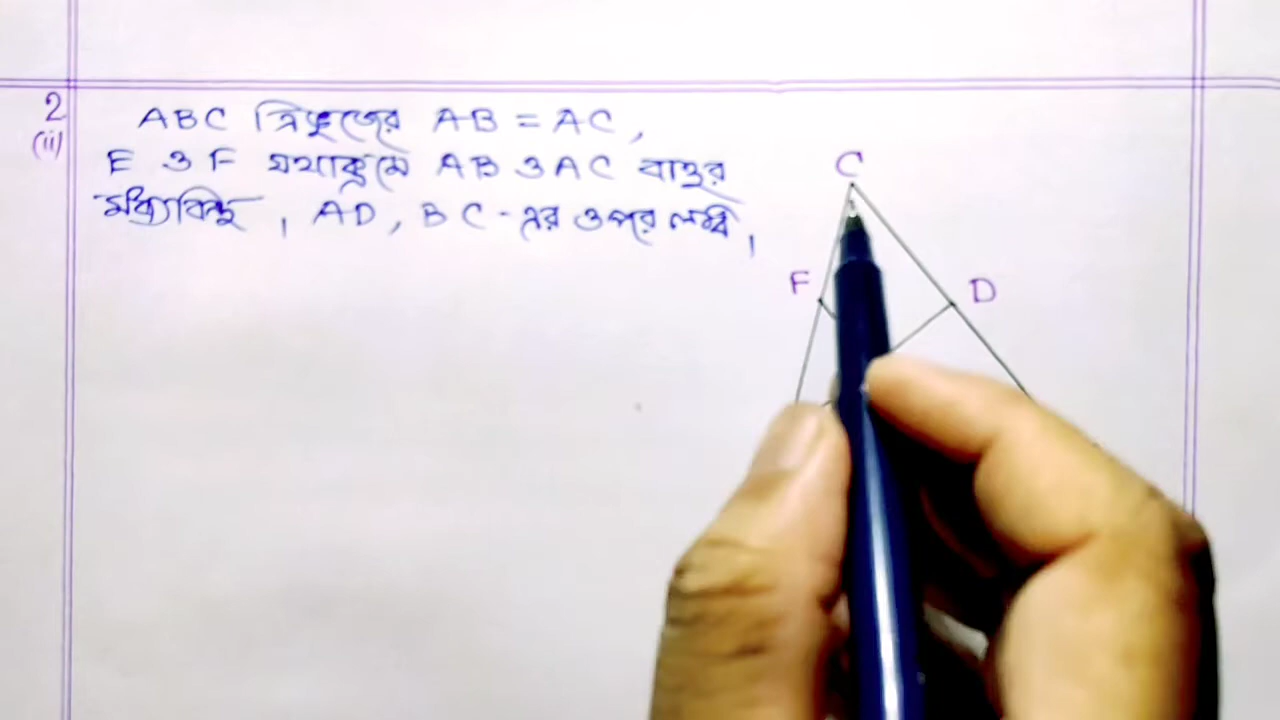 2
(ii)
ABC ত্রিভুজের AB = AC,
E ও F যথাক্রমে AB ও AC বাহুর
মধ্যবিন্দু, AD, BC-এর ওপরে লম্ব,
C
F
D